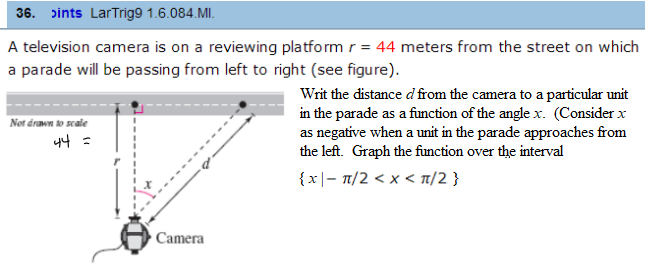 36. oints LarTrig9 1.6.084.MI.
A television camera is on a reviewing platform r = 44 meters from the street on which
a parade will be passing from left to right (see figure).
Writ the distance d from the camera to a particular unit
in the parade as a function of the angle x. (Consider x
as negative when a unit in the parade approaches from
the left. Graph the function over the interval
{ x | − π/2 < x < π/2 }
Not drawn to scale
44 =
r
x
d
Camera